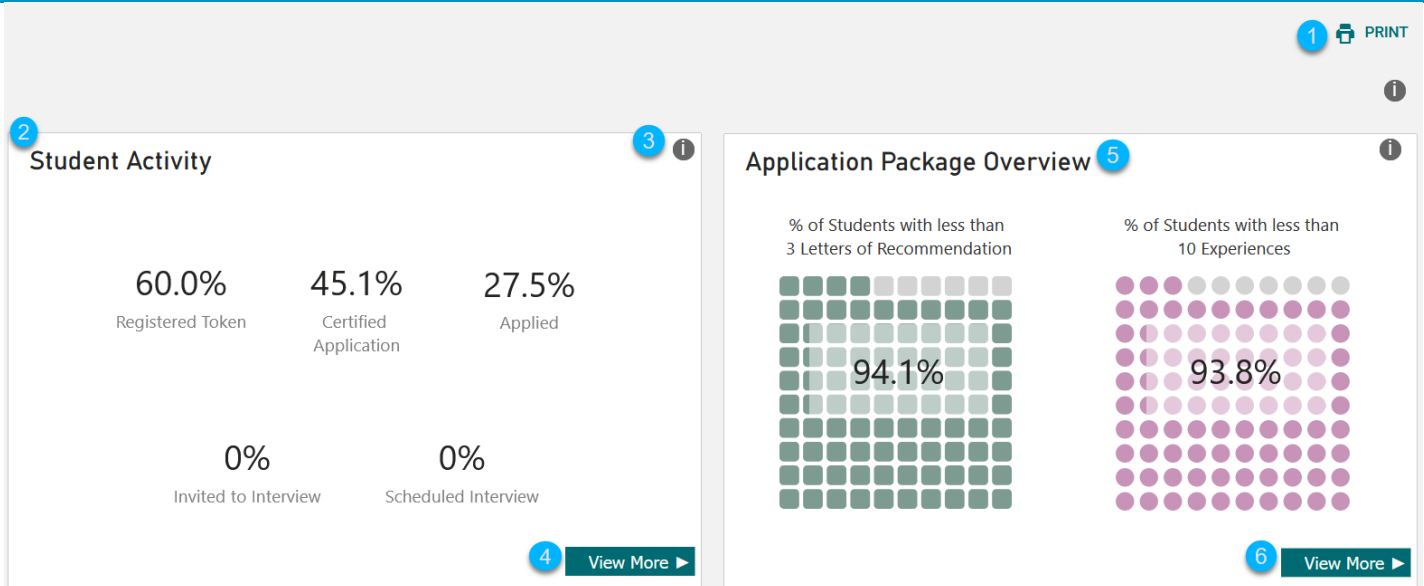 1 PRINT
i
2
Student Activity
3 i
60.0%
Registered Token
45.1%
Certified
Application
27.5%
Applied
0%
Invited to Interview
0%
Scheduled Interview
4 View More ▶
Application Package Overview 5
i
% of Students with less than
3 Letters of Recommendation
94.1%
% of Students with less than
10 Experiences
93.8%
6 View More ▶